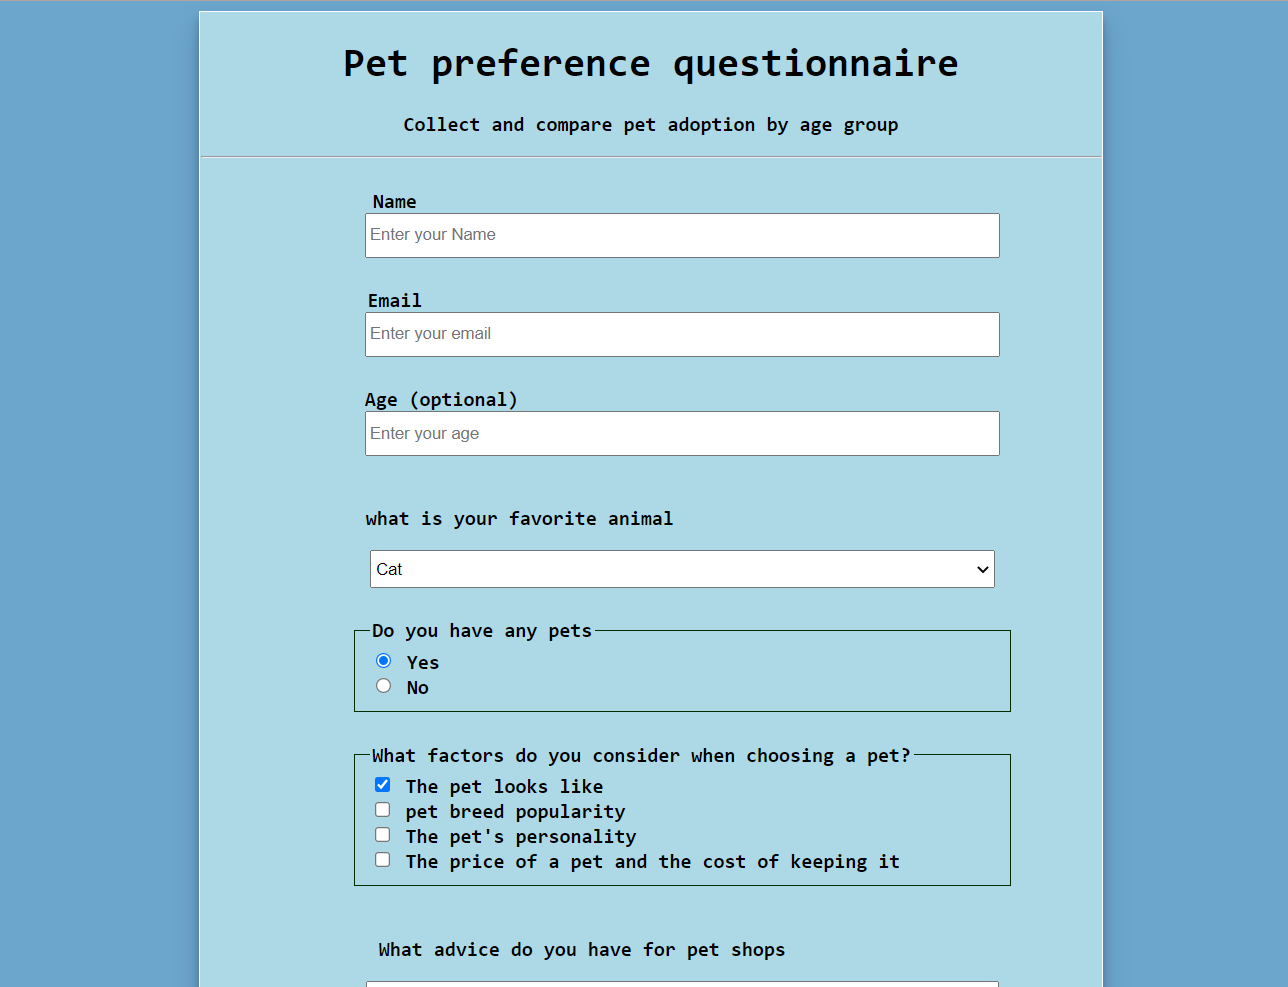 Pet preference questionnaire
Collect and compare pet adoption by age group
Name
Enter your Name
Email
Enter your email
Age (optional)
Enter your age
what is your favorite animal
Cat
Do you have any pets
Yes
No
What factors do you consider when choosing a pet?
The pet looks like
pet breed popularity
The pet's personality
The price of a pet and the cost of keeping it
What advice do you have for pet shops